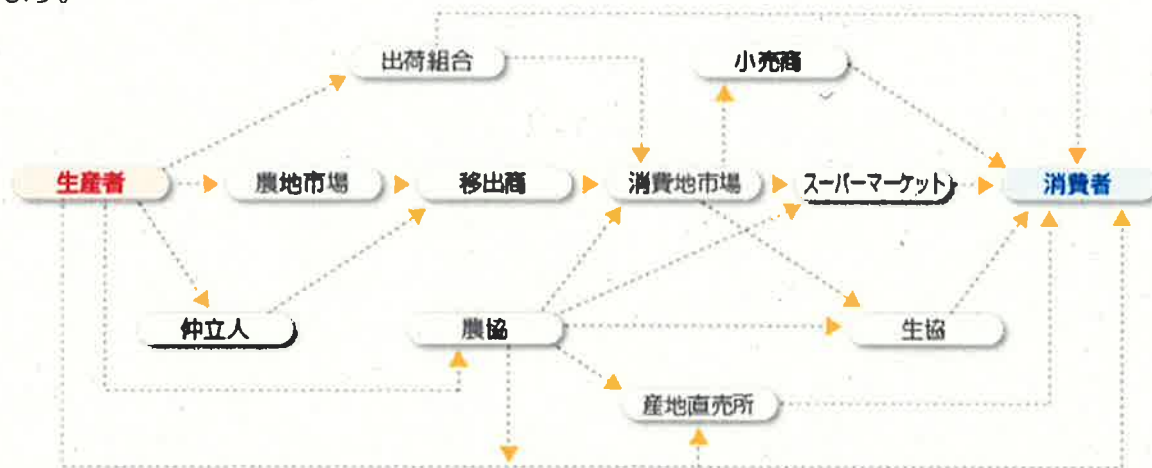 ます。
出荷組合
小売商
生産者
農地市場
移出商
消費地市場
スーパーマーケット
消費者
仲立人
農協
生協
産地直売所